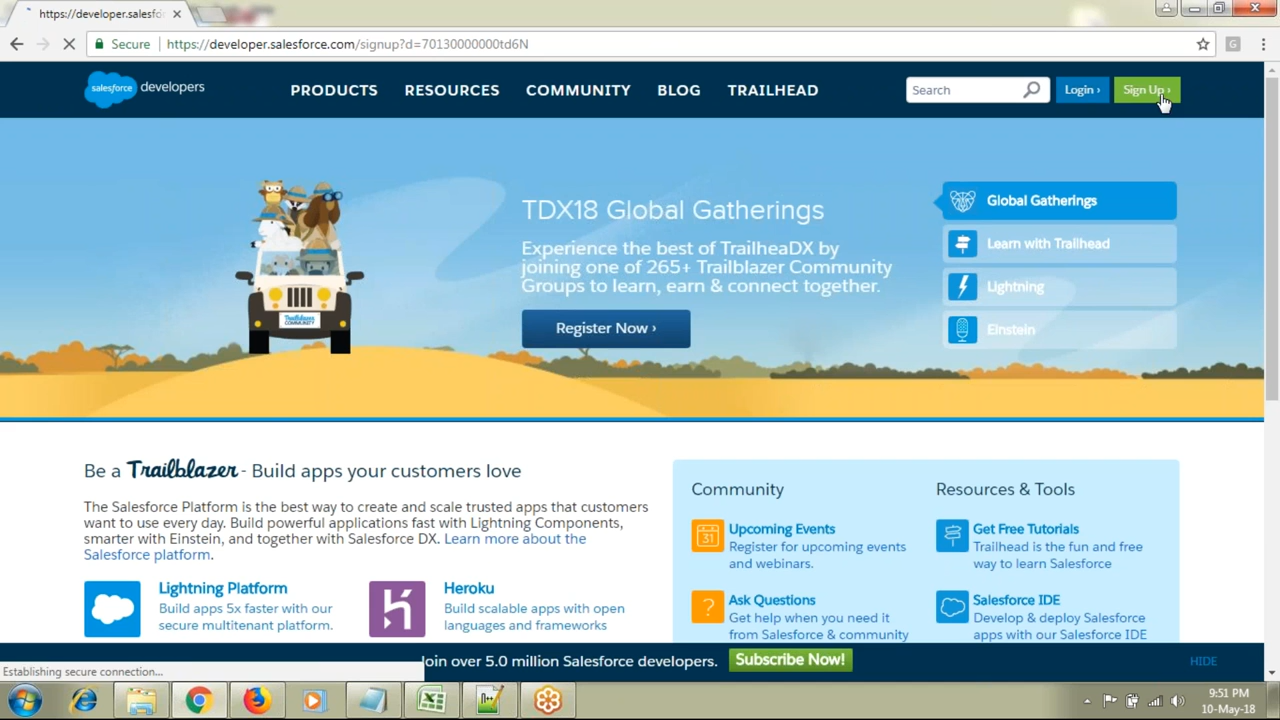 https://developer.salesfo
Secure
https://developer.salesforce.com/signup?d=70130000000td6N
salesforce developers
PRODUCTS
RESOURCES
COMMUNITY
BLOG
TRAILHEAD
Search
Login ›
Sign Up ›
TDX18 Global Gatherings
Experience the best of TrailheaDX by
joining one of 265+ Trailblazer Community
Groups to learn, earn & connect together.
Register Now ›
Global Gatherings
Learn with Trailhead
Lightning
Einstein
Trailblazer
COMMUNITY
Be a Trailblazer - Build apps your customers love
The Salesforce Platform is the best way to create and scale trusted apps that customers
want to use every day. Build powerful applications fast with Lightning Components,
smarter with Einstein, and together with Salesforce DX. Learn more about the
Salesforce platform.
Lightning Platform
Build apps 5x faster with our
secure multitenant platform.
Heroku
Build scalable apps with open
languages and frameworks
Community
31
Upcoming Events
Register for upcoming events
and webinars.
?
Ask Questions
Get help when you need it
from Salesforce & community
Resources & Tools
Get Free Tutorials
Trailhead is the fun and free
way to learn Salesforce
Salesforce IDE
Develop & deploy Salesforce
apps with our Salesforce IDE
Join over 5.0 million Salesforce developers.
Subscribe Now!
HIDE
Establishing secure connection...
9:51 PM
10-May-18